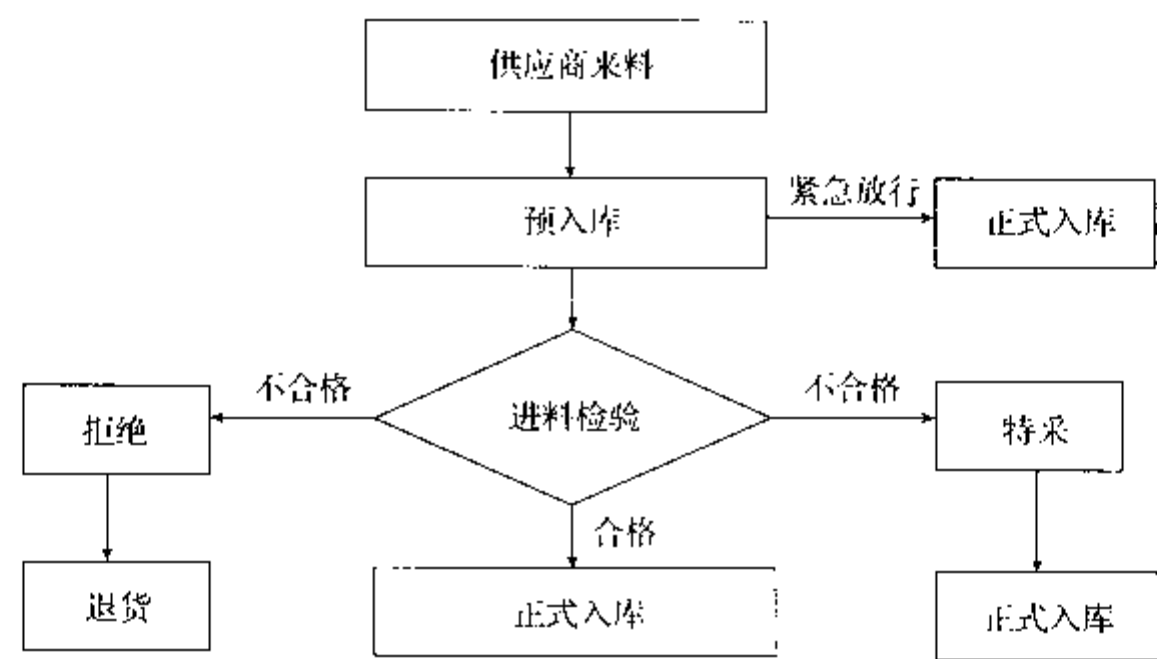 供应商来料
紧急放行
预入库
正式入库
不合格
不合格
拒绝
进料检验
特采
合格
退货
正式入库
正式入库